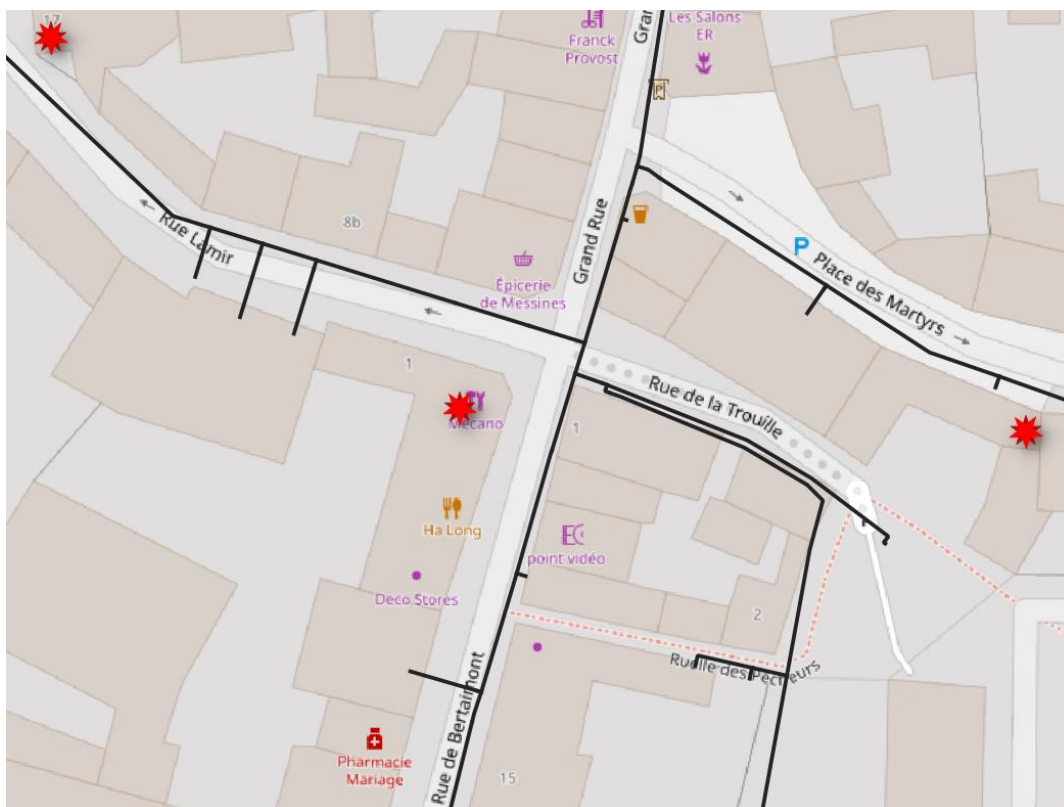 17
Franck
Provost
Gran
Les Salons
ER
P
8b
Rue Lamir
Grand Rue
Épicerie
de Messines
P
Place des Martyrs
1
Mecano
Rue de la Trouille
1
Ha Long
point vidéo
Deco Stores
2
Ruelle des Pêcheurs
Rue de Bertaimont
Pharmacie
Mariage
15